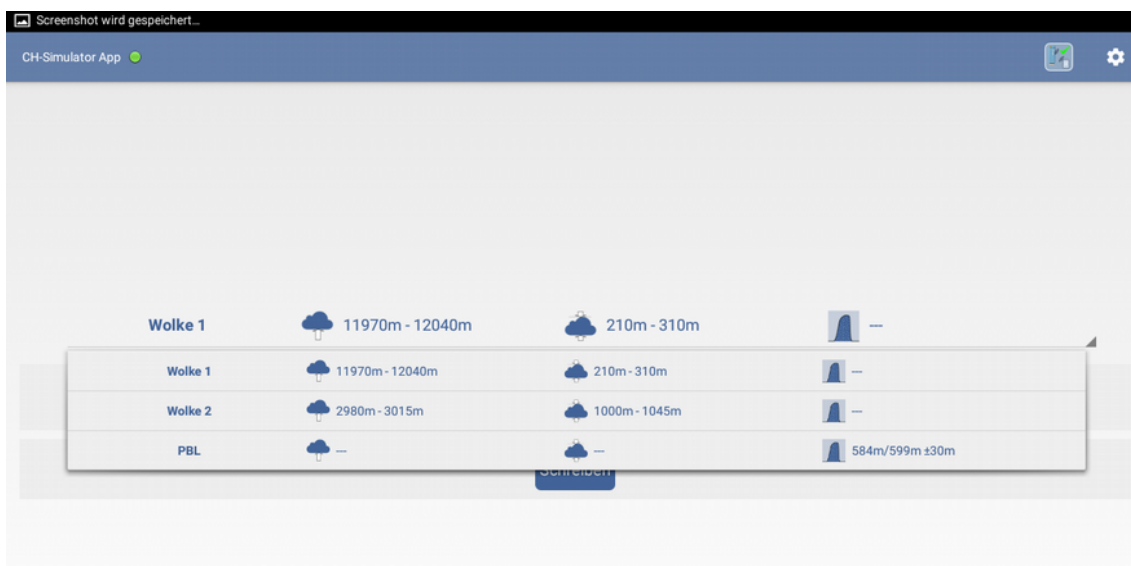 Screenshot wird gespeichert...
CH-Simulator App
Wolke 1 11970m - 12040m 210m - 310m ---
Wolke 1 11970m - 12040m 210m - 310m ---
Wolke 2 2980m - 3015m 1000m - 1045m ---
PBL --- --- 584m/599m ±30m
Schreiben